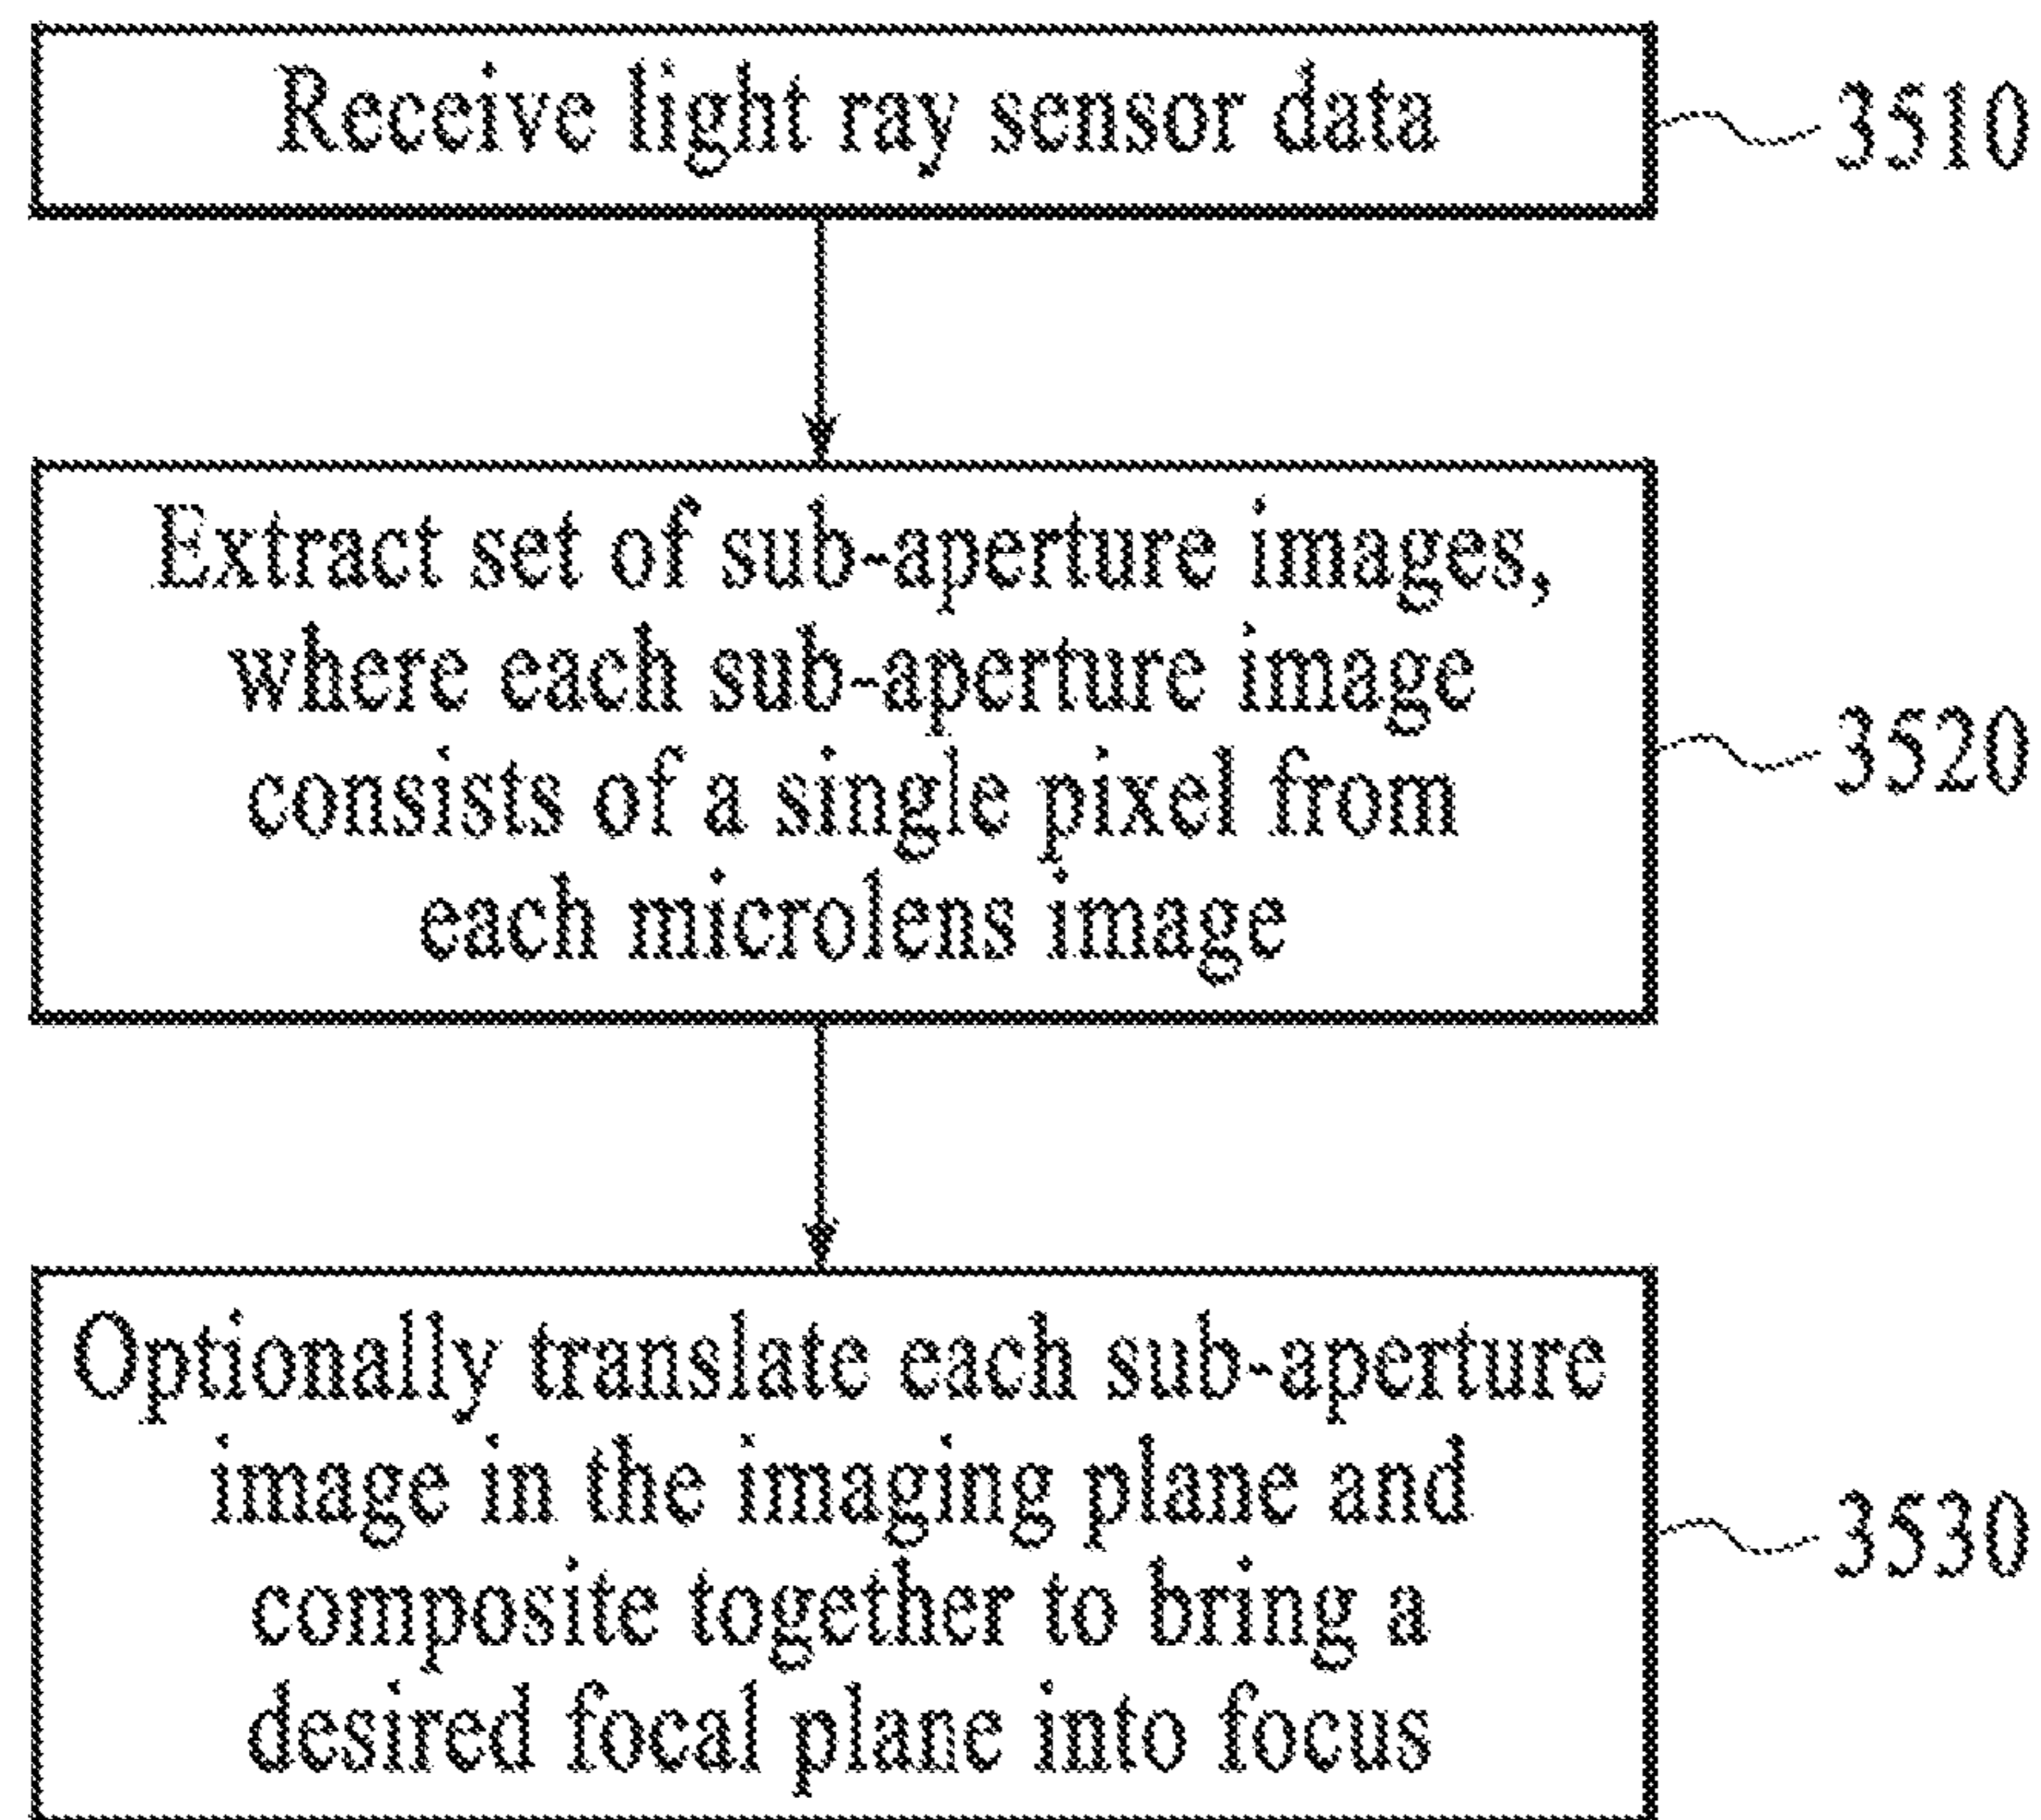 Receive light ray sensor data
3510
Extract set of sub-aperture images,
where each sub-aperture image
consists of a single pixel from
each microlens image
3520
Optionally translate each sub-aperture
image in the imaging plane and
composite together to bring a
desired focal plane into focus
3530